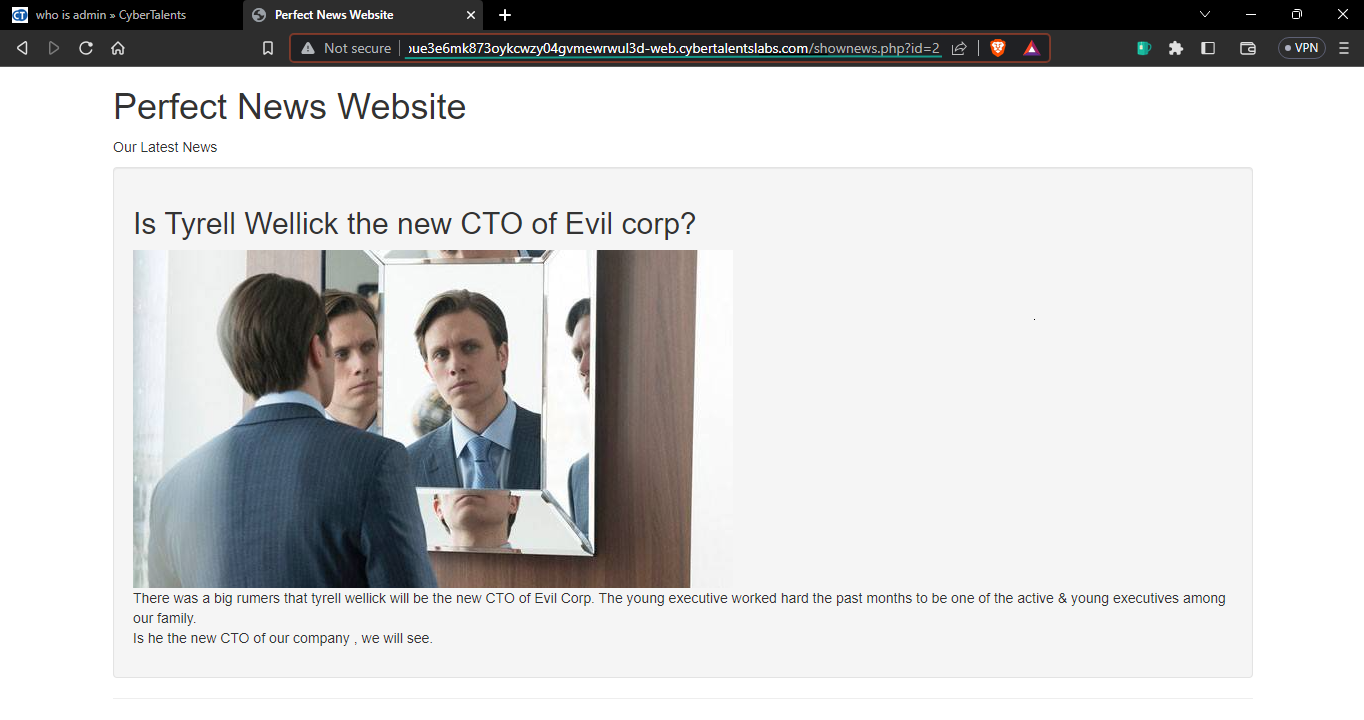 who is admin » CyberTalents
Perfect News Website
Not secure
oue3e6mk873oykcwzy04gvmewrwul3d-web.cybertalentslabs.com/shownews.php?id=2
VPN
Perfect News Website
Our Latest News
Is Tyrell Wellick the new CTO of Evil corp?
There was a big rumers that tyrell wellick will be the new CTO of Evil Corp. The young executive worked hard the past months to be one of the active & young executives among
our family.
Is he the new CTO of our company , we will see.